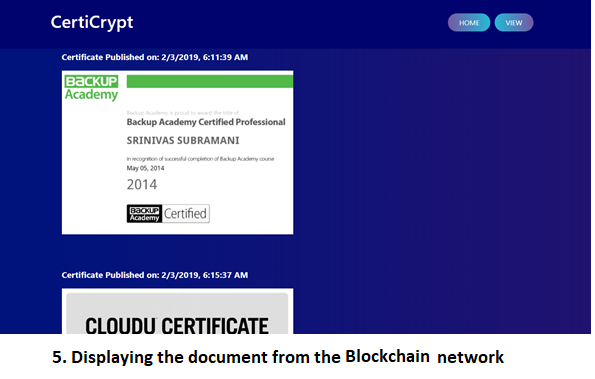 CertiCrypt
HOME
VIEW
Certificate Published on: 2/3/2019, 6:11:39 AM
BACKUP
Academy
Backup Academy is proud to award the title of
Backup Academy Certified Professional
SRINIVAS SUBRAMANI
in recognition of successful completion of Backup Academy course
May 05, 2014
2014
BACKUP
Academy
Certified
Certificate Published on: 2/3/2019, 6:15:37 AM
CLOUDU CERTIFICATE
5. Displaying the document from the Blockchain network